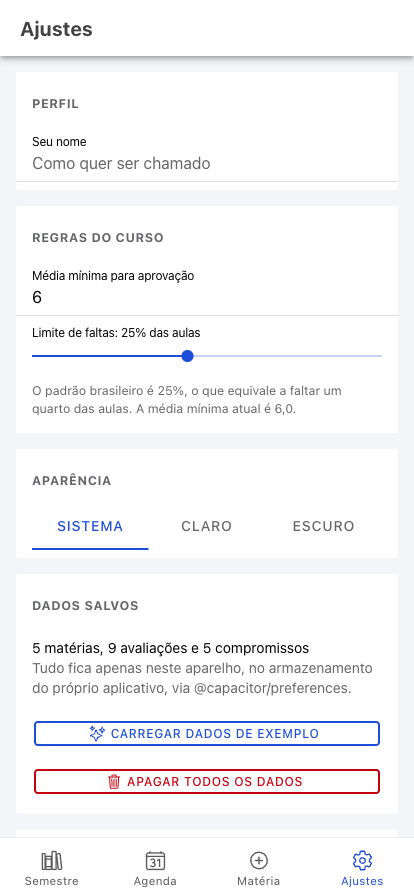 Ajustes
PERFIL
Seu nome
Como quer ser chamado
REGRAS DO CURSO
Média mínima para aprovação
6
Limite de faltas: 25% das aulas
O padrão brasileiro é 25%, o que equivale a faltar um
quarto das aulas. A média mínima atual é 6,0.
APARÊNCIA
SISTEMA CLARO ESCURO
DADOS SALVOS
5 matérias, 9 avaliações e 5 compromissos
Tudo fica apenas neste aparelho, no armazenamento
do próprio aplicativo, via @capacitor/preferences.
CARREGAR DADOS DE EXEMPLO
APAGAR TODOS OS DADOS
31
Semestre Agenda Matéria Ajustes